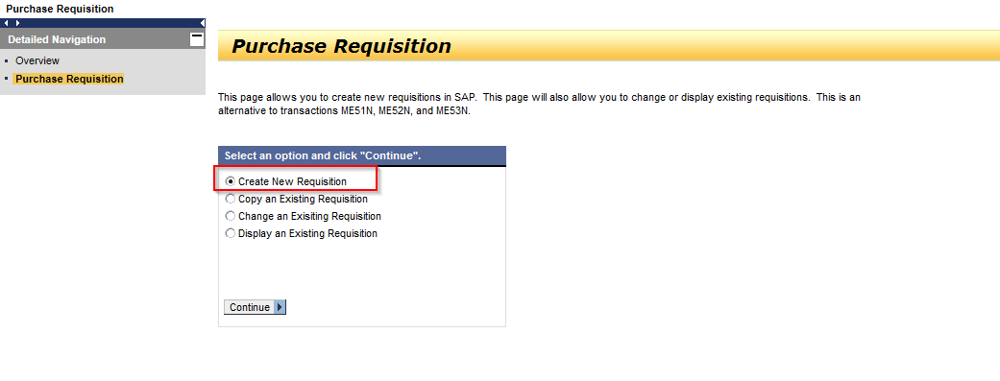 Purchase Requisition
Detailed Navigation
Overview
Purchase Requisition
Purchase Requisition
This page allows you to create new requisitions in SAP. This page will also allow you to change or display existing requisitions. This is an
alternative to transactions ME51N, ME52N, and ME53N.
Select an option and click "Continue".
Create New Requisition
Copy an Existing Requisition
Change an Exisiting Requisition
Display an Existing Requisition
Continue